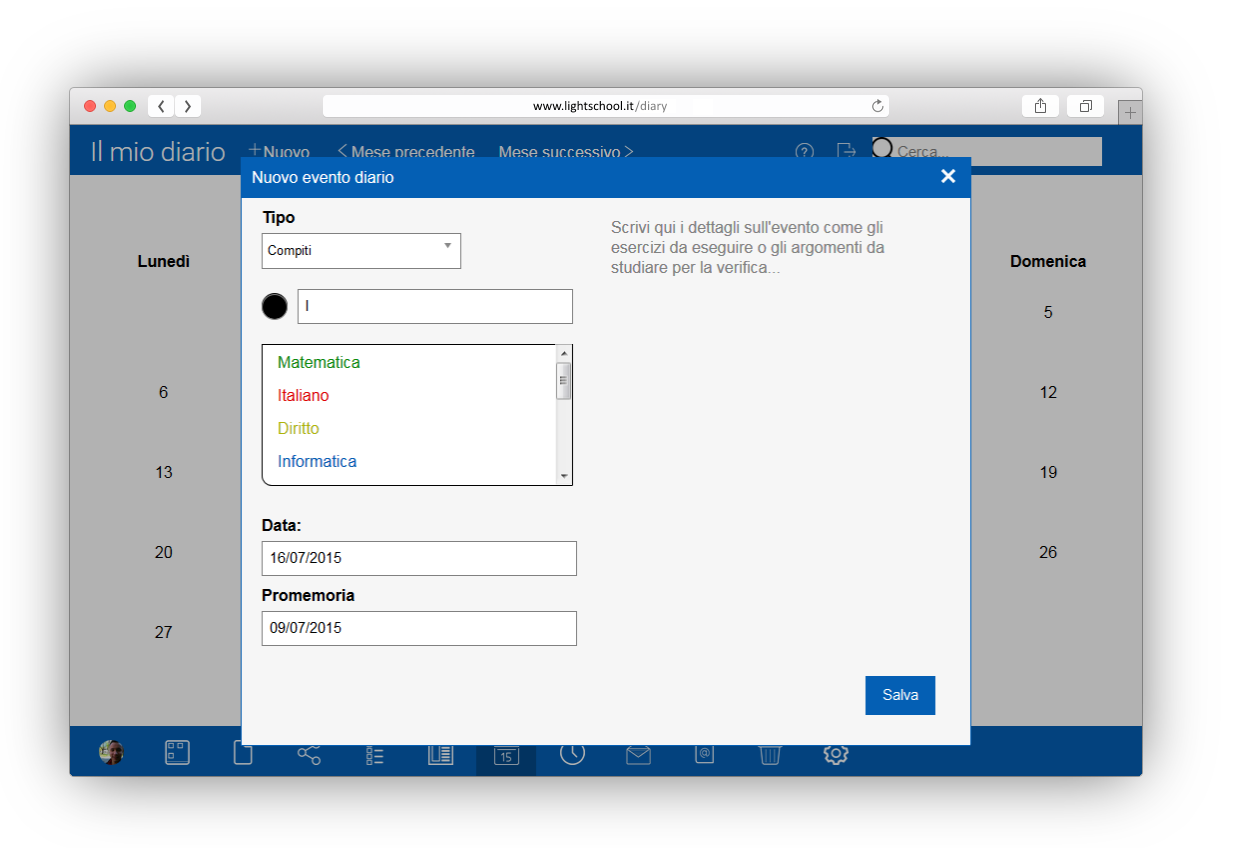 www.lightschool.it/diary
Il mio diario
Nuovo
Mese precedente
Mese successivo
?
Cerca...
Nuovo evento diario
Tipo
Compiti
I
Matematica
Italiano
Diritto
Informatica
Data:
16/07/2015
Promemoria
09/07/2015
Scrivi qui i dettagli sull'evento come gli
esercizi da eseguire o gli argomenti da
studiare per la verifica...
Salva
Lunedì
6
13
20
27
Domenica
5
12
19
26
15
@